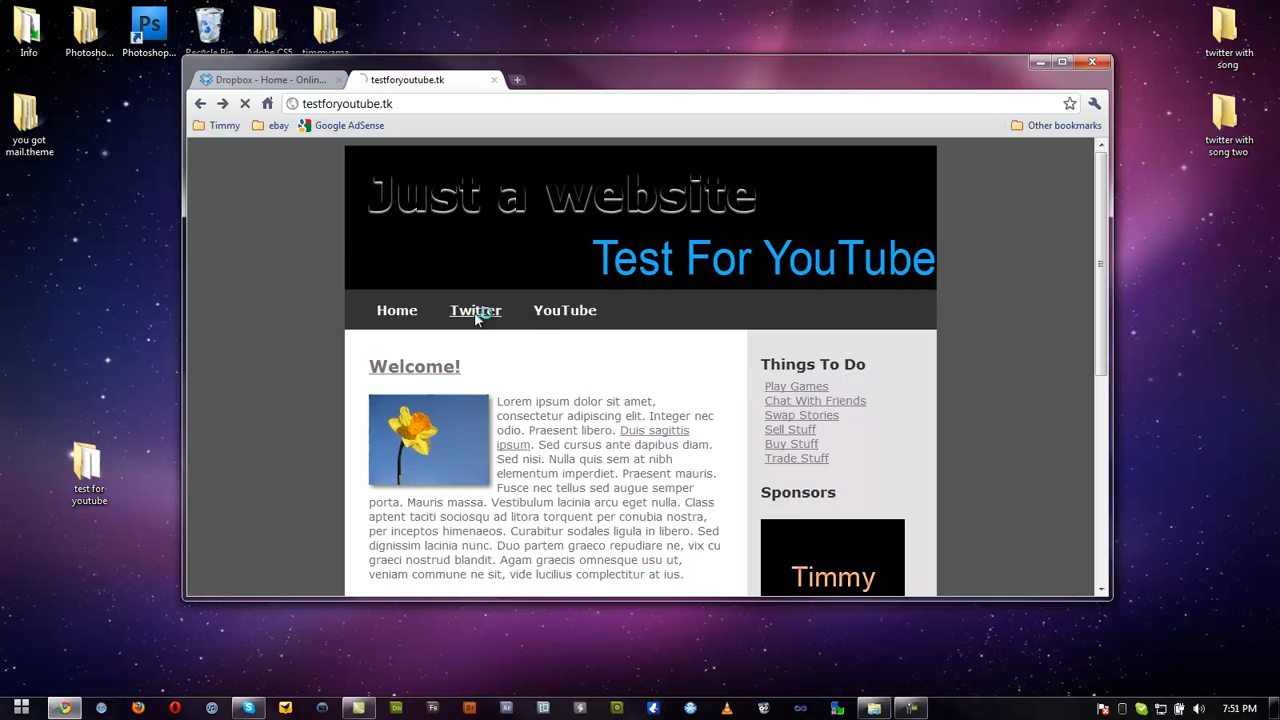 Info
Photosho...
Photoshop...
Recycle Bin
Adobe CS5
timmyama
twitter with
song
you got
mail.theme
twitter with
song two
test for
youtube
Dropbox - Home - Onlin...
testforyoutube.tk
testforyoutube.tk
Timmy
ebay
Google AdSense
Other bookmarks
Just a website
Test For YouTube
Home
Twitter
YouTube
Welcome!
Lorem ipsum dolor sit amet,
consectetur adipiscing elit. Integer nec
odio. Praesent libero. Duis sagittis
ipsum. Sed cursus ante dapibus diam.
Sed nisi. Nulla quis sem at nibh
elementum imperdiet. Praesent mauris.
Fusce nec tellus sed augue semper
porta. Mauris massa. Vestibulum lacinia arcu eget nulla. Class
aptent taciti sociosqu ad litora torquent per conubia nostra,
per inceptos himenaeos. Curabitur sodales ligula in libero. Sed
dignissim lacinia nunc. Duo partem graeco repudiare ne, vix cu
graeci nostrud blandit. Agam graecis omnesque usu ut,
veniam commune ne sit, vide lucilius complectitur at ius.
Things To Do
Play Games
Chat With Friends
Swap Stories
Sell Stuff
Buy Stuff
Trade Stuff
Sponsors
Timmy
Ps
Dw
Fs
Br
Ae
7:51 PM